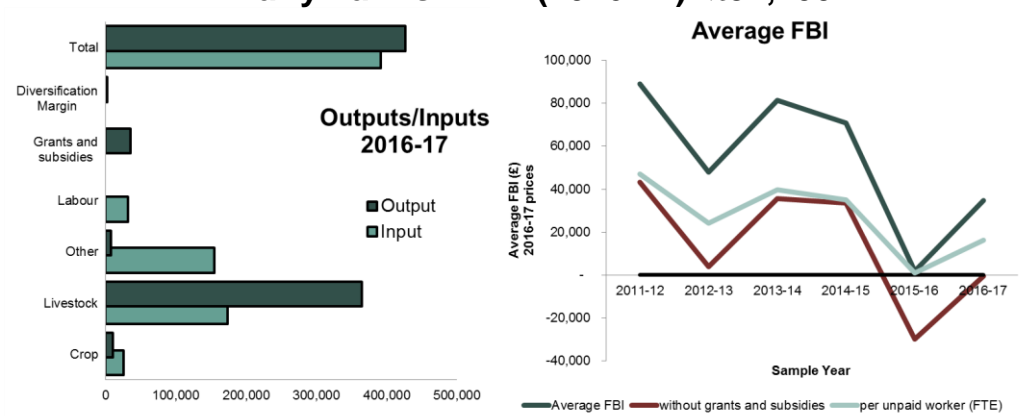 Total
Diversification
Margin
Grants and
subsidies
Labour
Other
Livestock
Crop
0
100,000
200,000
300,000
400,000
500,000
Outputs/Inputs
2016-17
Output
Input
Average FBI
Average FBI (£)
2016-17 prices
100,000
80,000
60,000
40,000
20,000
-
-20,000
-40,000
2011-12
2012-13
2013-14
2014-15
2015-16
2016-17
Sample Year
Average FBI
without grants and subsidies
per unpaid worker (FTE)